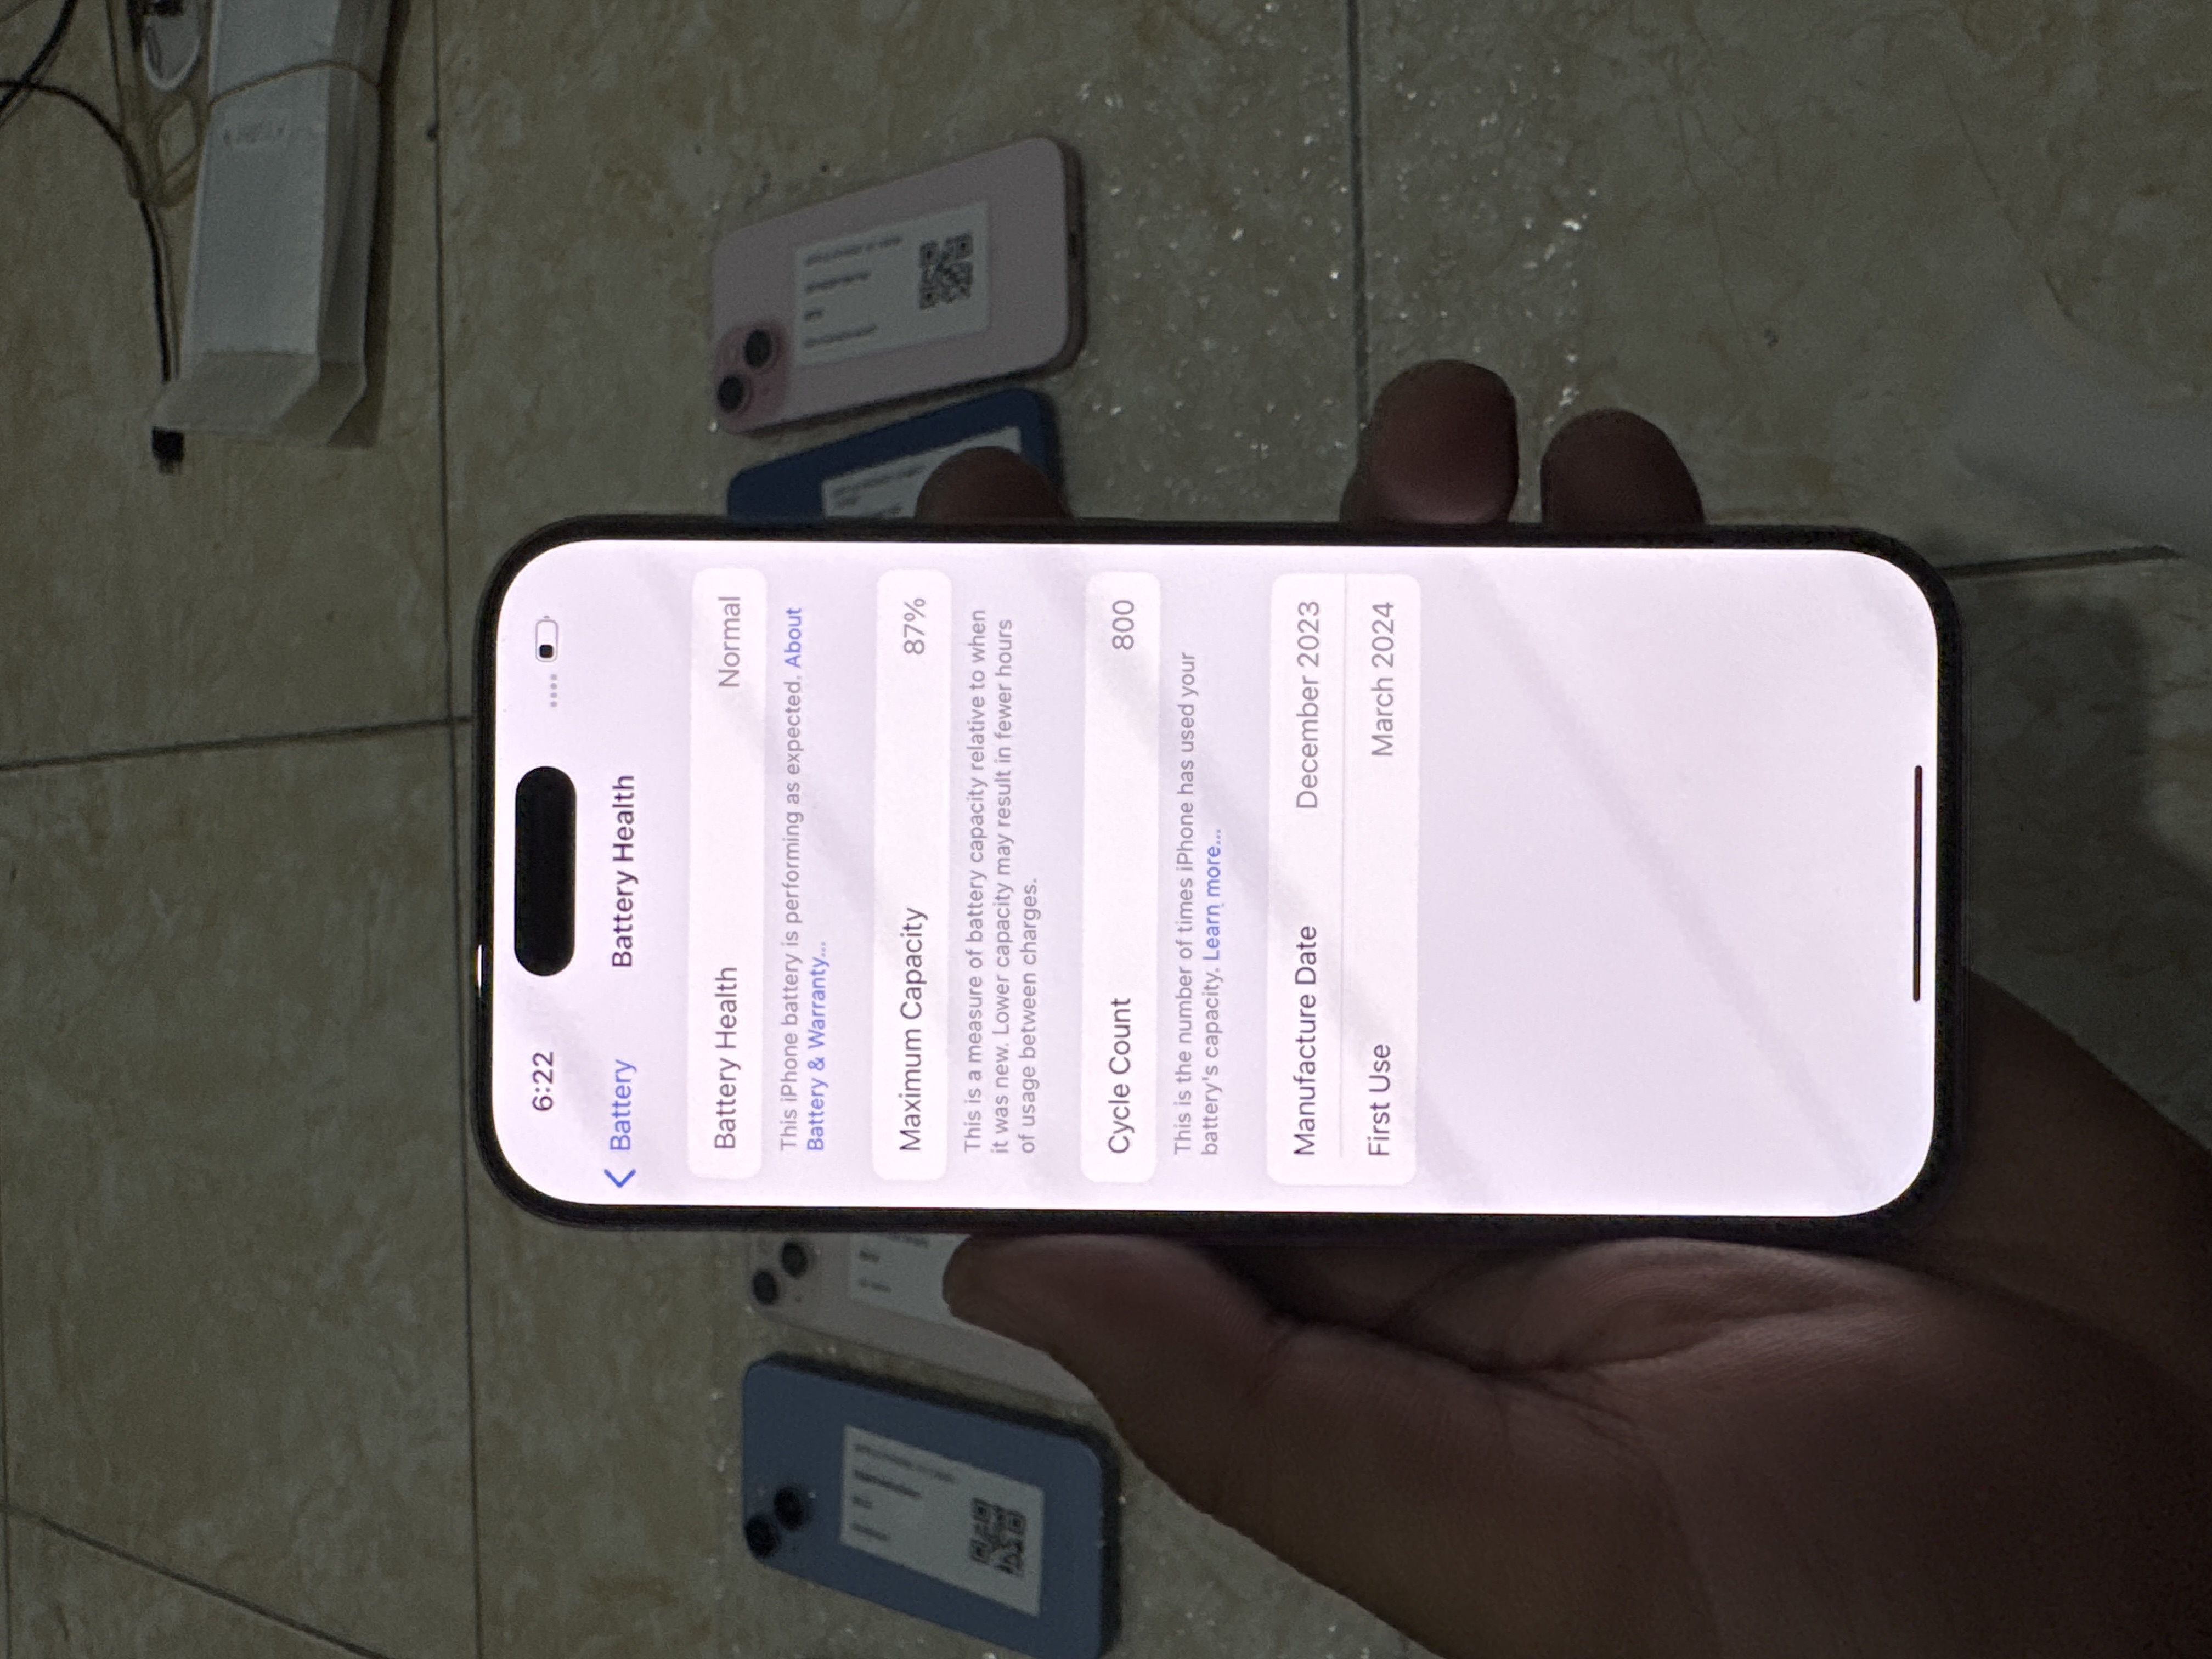 6:22
Battery
Battery Health
Battery Health Normal
This iPhone battery is performing as expected. About
Battery & Warranty...
Maximum Capacity 87%
This is a measure of battery capacity relative to when
it was new. Lower capacity may result in fewer hours
of usage between charges.
Cycle Count 800
This is the number of times iPhone has used your
battery's capacity. Learn more...
Manufacture Date December 2023
First Use March 2024